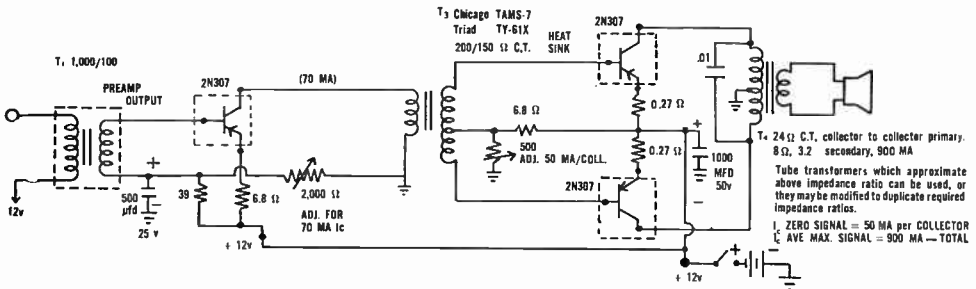 T₃ Chicago TAMS-7
Triad TY-61X
200/150 Ω C.T.
HEAT
SINK
2N307
.01
T₁ 1,000/100
PREAMP
OUTPUT
2N307
(70 MA)
0.27 Ω
6.8 Ω
500
ADJ. 50 MA/COLL.
0.27 Ω
+
1000
MFD
50v
−
T₄ 24Ω C.T. collector to collector primary.
8Ω, 3.2 secondary, 900 MA
Tube transformers which approximate
above impedance ratio can be used, or
they may be modified to duplicate required
impedance ratios.
Ic ZERO SIGNAL = 50 MA per COLLECTOR
Ic AVE MAX. SIGNAL = 900 MA — TOTAL
12v
+
500
µfd
−
25 v
39
6.8 Ω
2,000 Ω
ADJ. FOR
70 MA Ic
2N307
+ 12v
+ 12v
+
−